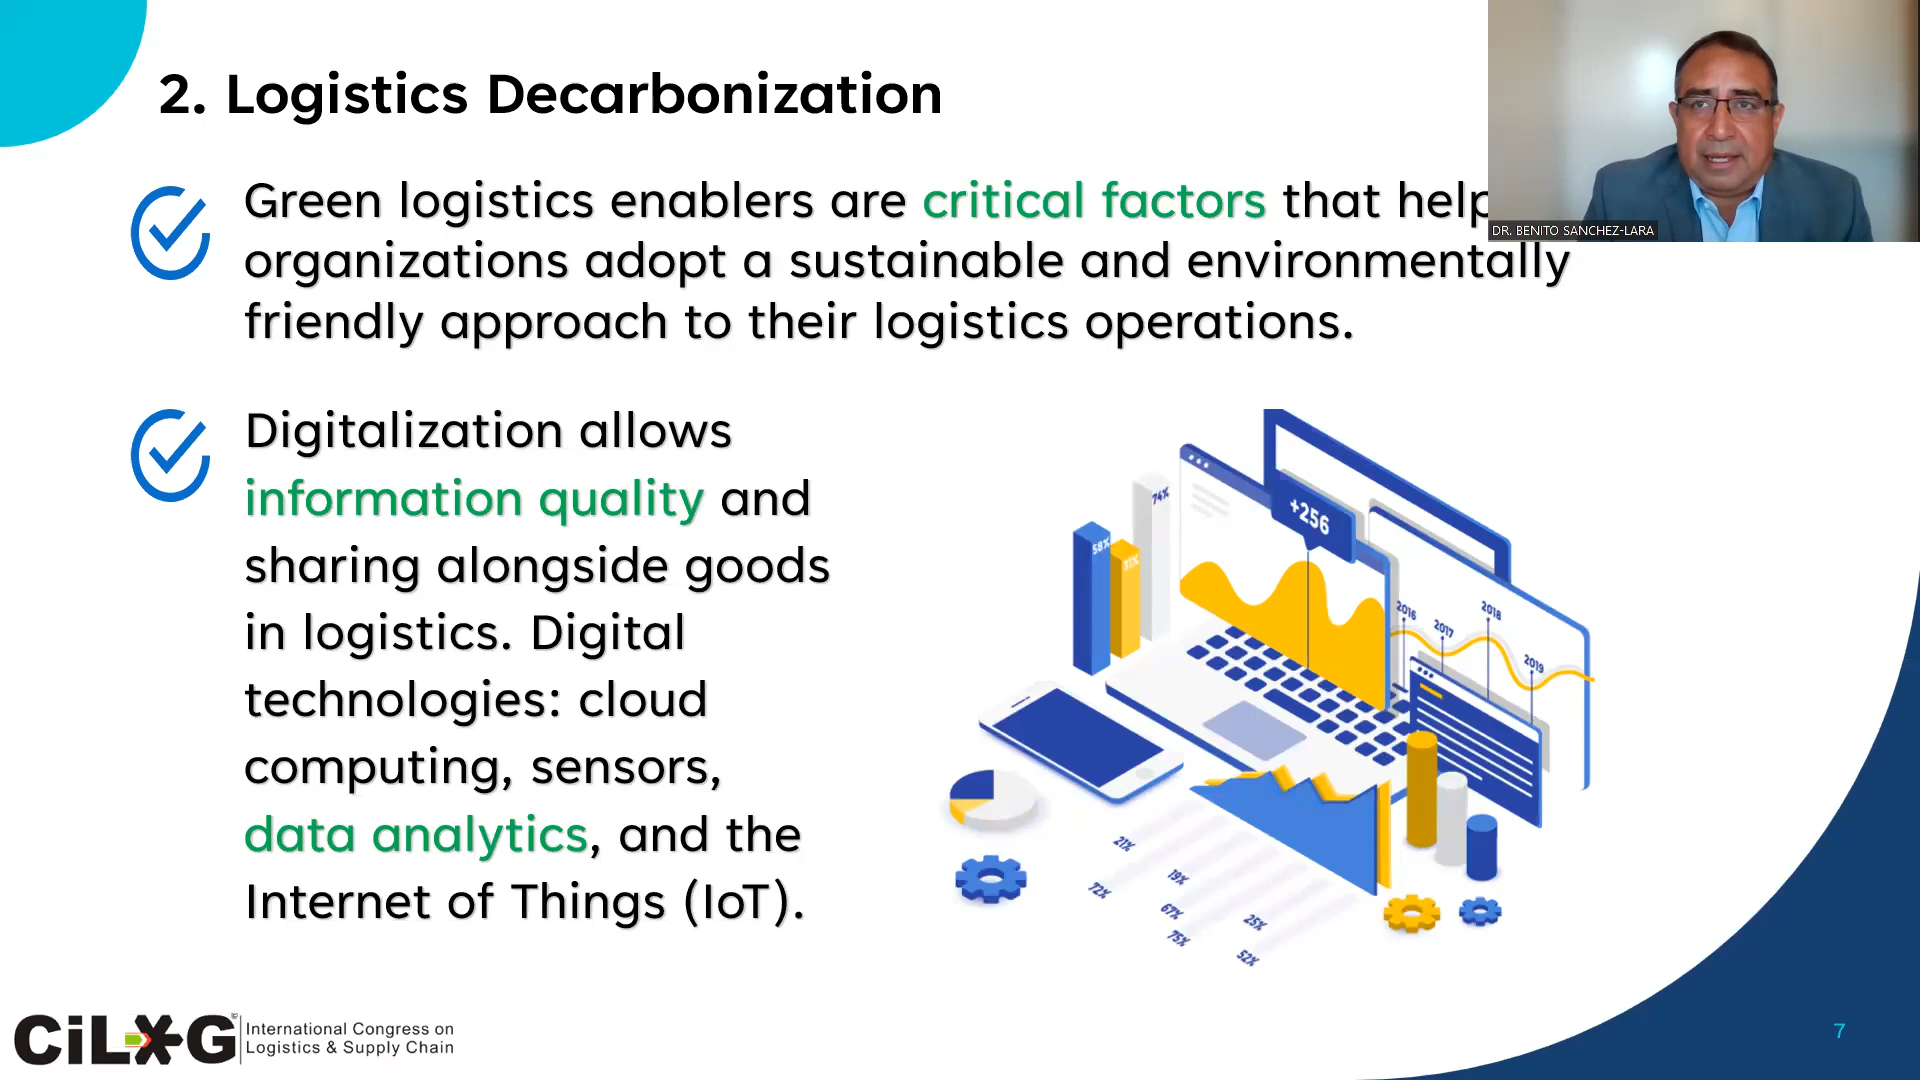 2. Logistics Decarbonization
Green logistics enablers are critical factors that help
organizations adopt a sustainable and environmentally
friendly approach to their logistics operations.
DR. BENITO SANCHEZ-LARA
Digitalization allows
information quality and
sharing alongside goods
in logistics. Digital
technologies: cloud
computing, sensors,
data analytics, and the
Internet of Things (IoT).
74%
58%
31%
+256
2016
2017
2018
2019
21%
72%
19%
67%
75%
25%
52%
CiLOG
International Congress on
Logistics & Supply Chain
7